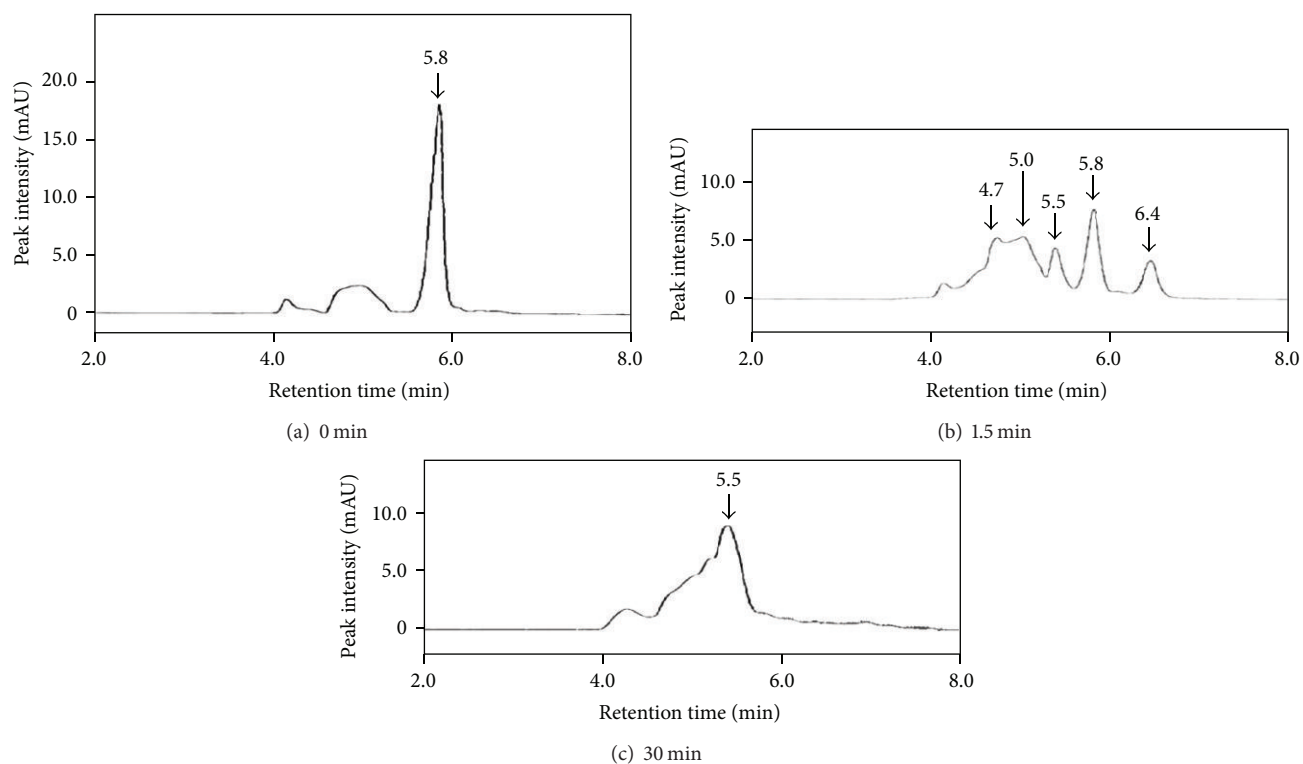 5.8
20.0
15.0
10.0
5.0
0
Peak intensity (mAU)
2.0 4.0 6.0 8.0
Retention time (min)
(a) 0 min
4.7 5.0 5.5 5.8 6.4
10.0
5.0
0
Peak intensity (mAU)
2.0 4.0 6.0 8.0
Retention time (min)
(b) 1.5 min
5.5
10.0
5.0
0
Peak intensity (mAU)
2.0 4.0 6.0 8.0
Retention time (min)
(c) 30 min